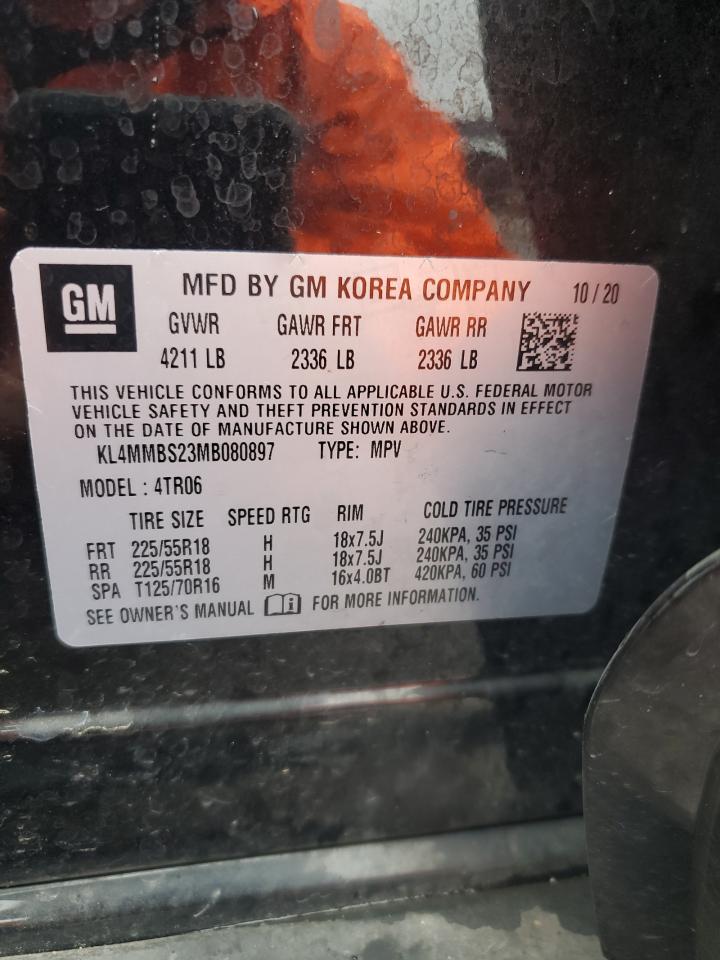 GM MFD BY GM KOREA COMPANY 10/20
GVWR GAWR FRT GAWR RR
4211 LB 2336 LB 2336 LB
THIS VEHICLE CONFORMS TO ALL APPLICABLE U.S. FEDERAL MOTOR
VEHICLE SAFETY AND THEFT PREVENTION STANDARDS IN EFFECT
ON THE DATE OF MANUFACTURE SHOWN ABOVE.
KL4MMBS23MB080897 TYPE: MPV
MODEL : 4TR06
TIRE SIZE SPEED RTG RIM COLD TIRE PRESSURE
FRT 225/55R18 H 18x7.5J 240KPA, 35 PSI
RR 225/55R18 H 18x7.5J 240KPA, 35 PSI
SPA T125/70R16 M 16x4.0BT 420KPA, 60 PSI
SEE OWNER'S MANUAL FOR MORE INFORMATION.